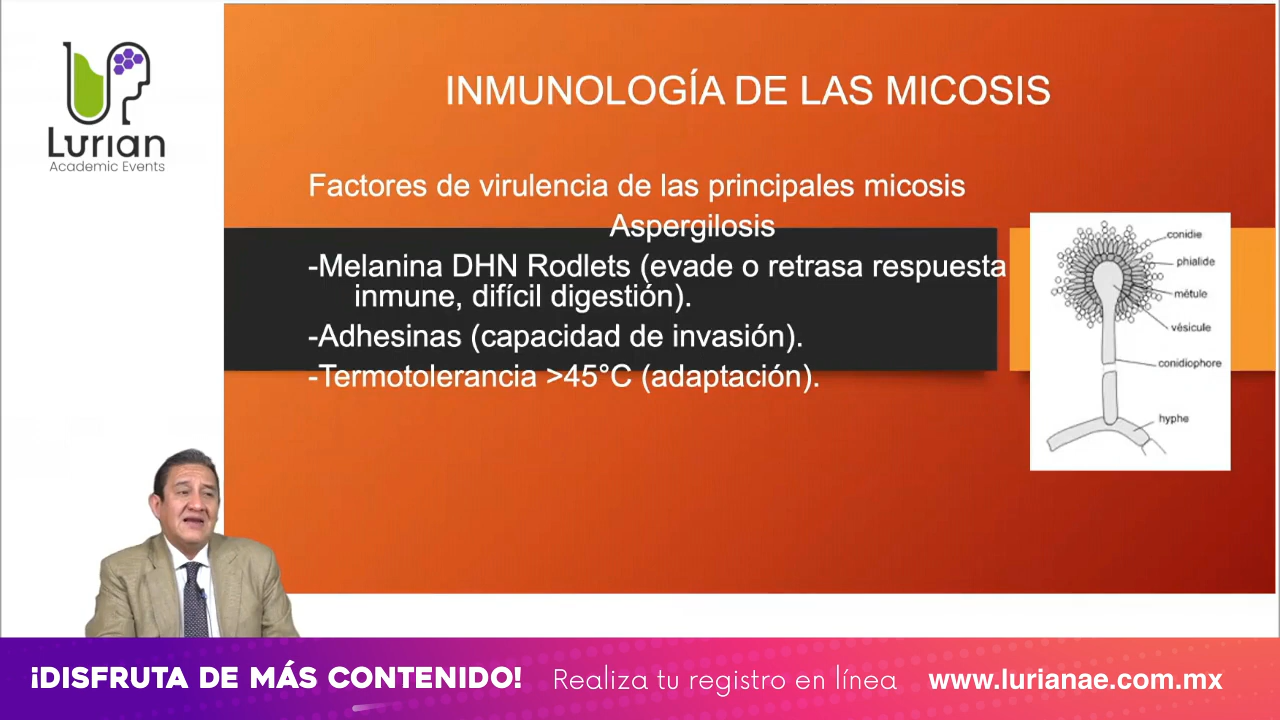 Lurian
Academic Events
INMUNOLOGÍA DE LAS MICOSIS
Factores de virulencia de las principales micosis
Aspergilosis
-Melanina DHN Rodlets (evade o retrasa respuesta
inmune, difícil digestión).
-Adhesinas (capacidad de invasión).
-Termotolerancia >45°C (adaptación).
conidie
phialide
métule
vésicule
conidiophore
hyphe
¡DISFRUTA DE MÁS CONTENIDO! Realiza tu registro en línea www.lurianae.com.mx